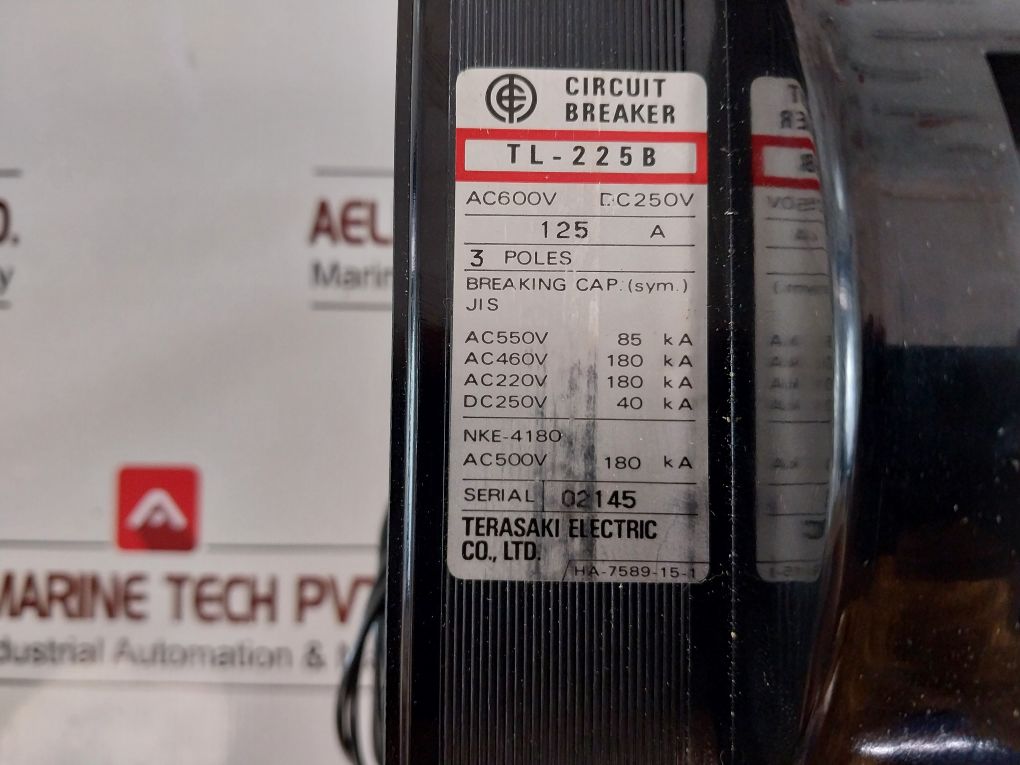 CIRCUIT
BREAKER
TL-225B
AC600V DC250V
125 A
3 POLES
BREAKING CAP. (sym.)
JIS
AC550V 85 kA
AC460V 180 kA
AC220V 180 kA
DC250V 40 kA
NKE-4180
AC500V 180 kA
SERIAL 02145
TERASAKI ELECTRIC
CO., LTD.
HA-7589-15-1
AEL
Marin
MARINE TECH PVT
dustrial Automation &